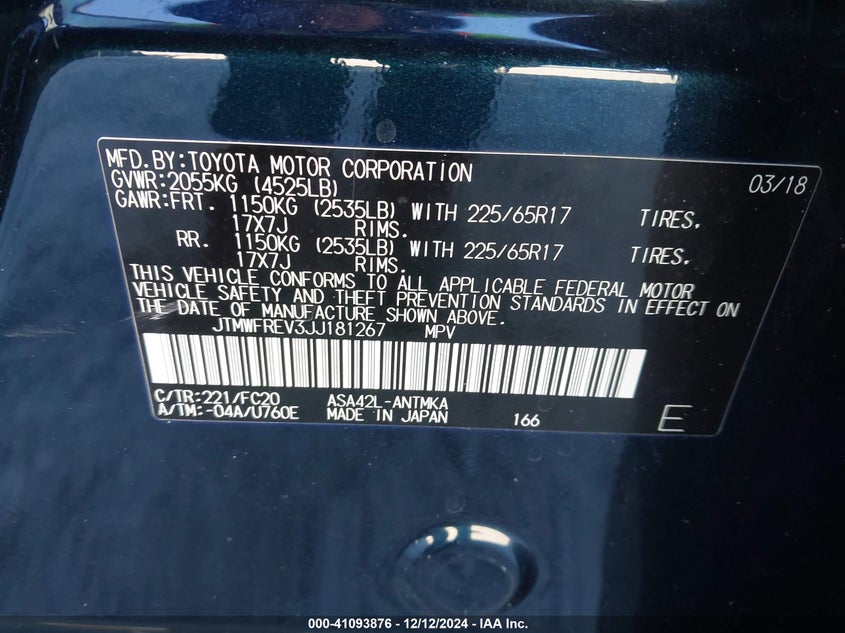 MFD.BY:TOYOTA MOTOR CORPORATION 03/18
GVWR:2055KG (4525LB)
GAWR:FRT. 1150KG (2535LB) WITH 225/65R17 TIRES.
17X7J RIMS.
RR. 1150KG (2535LB) WITH 225/65R17 TIRES.
17X7J RIMS.
THIS VEHICLE CONFORMS TO ALL APPLICABLE FEDERAL MOTOR
VEHICLE SAFETY AND THEFT PREVENTION STANDARDS IN EFFECT ON
THE DATE OF MANUFACTURE SHOWN ABOVE.
JTMWFREV3JJ181267 MPV
C/TR:221/FC20 ASA42L-ANTMKA
A/TM:-04A/U760E MADE IN JAPAN 166 E
000-41093876 - 12/12/2024 - IAA Inc.